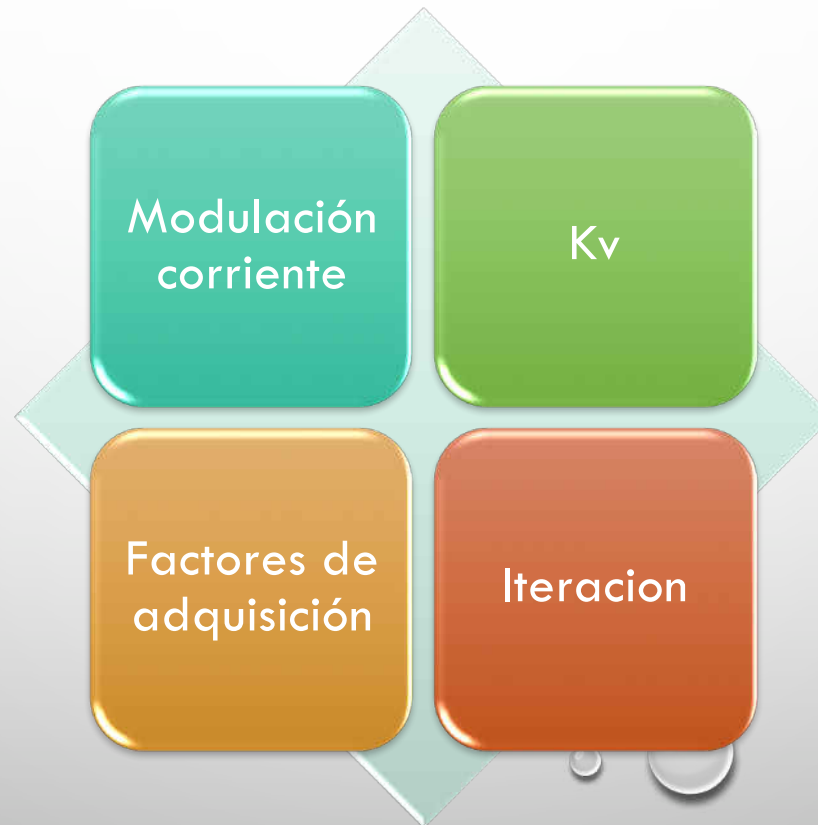 Modulación
corriente
Kv
Factores de
adquisición
Iteracion